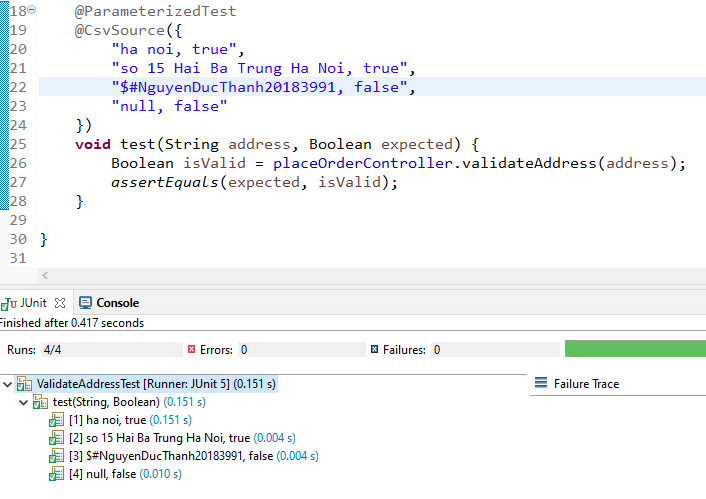 18 @ParameterizedTest
19 @CsvSource({
20 "ha noi, true",
21 "so 15 Hai Ba Trung Ha Noi, true",
22 "$#NguyenDucThanh20183991, false",
23 "null, false"
24 })
25 void test(String address, Boolean expected) {
26 Boolean isValid = placeOrderController.validateAddress(address);
27 assertEquals(expected, isValid);
28 }
29
30 }
31
JUnit Console
Finished after 0.417 seconds
Runs: 4/4 Errors: 0 Failures: 0
ValidateAddressTest [Runner: JUnit 5] (0.151 s) Failure Trace
test(String, Boolean) (0.151 s)
[1] ha noi, true (0.151 s)
[2] so 15 Hai Ba Trung Ha Noi, true (0.004 s)
[3] $#NguyenDucThanh20183991, false (0.004 s)
[4] null, false (0.010 s)